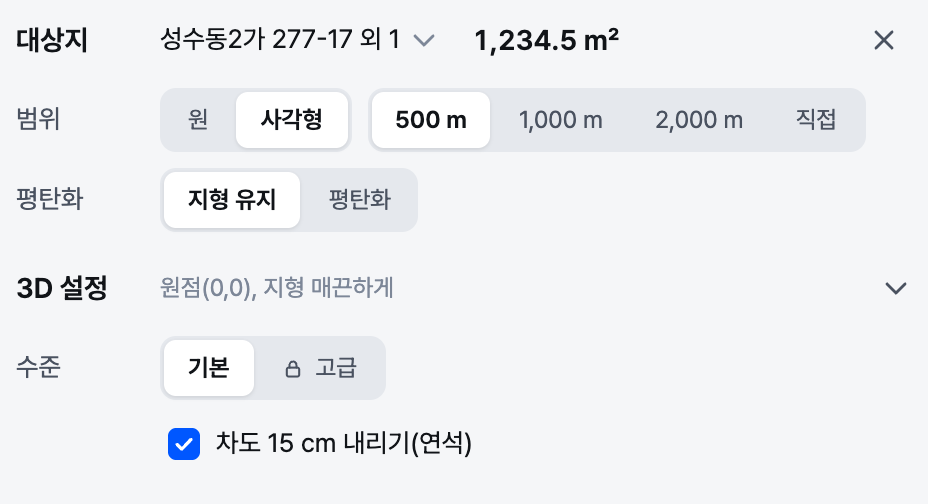 대상지 성수동2가 277-17 외 1 1,234.5 m²
범위 원 사각형 500 m 1,000 m 2,000 m 직접
평탄화 지형 유지 평탄화
3D 설정 원점(0,0), 지형 매끈하게
수준 기본 고급
차도 15 cm 내리기(연석)